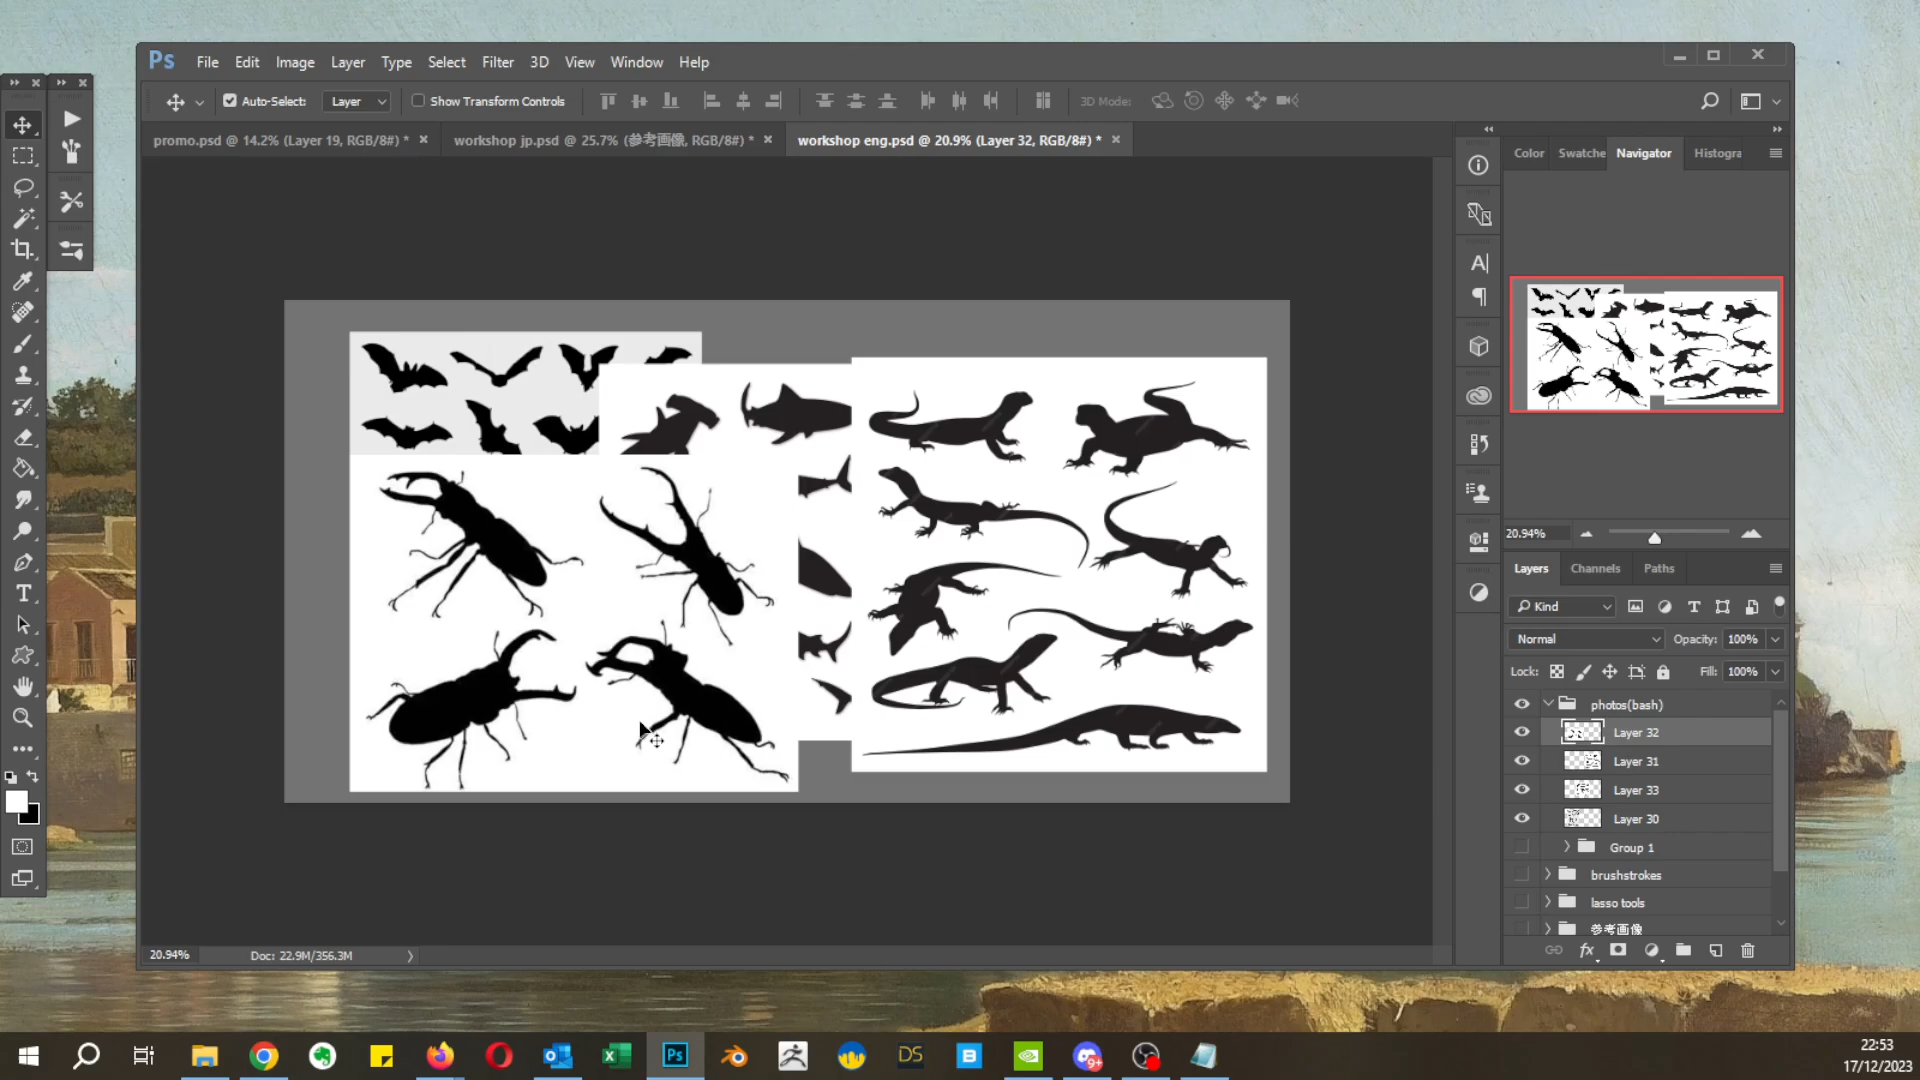 Ps File Edit Image Layer Type Select Filter 3D View Window Help
Auto-Select: Layer Show Transform Controls 3D Mode:
promo.psd @ 14.2% (Layer 19, RGB/8#) *
workshop jp.psd @ 25.7% (参考画像, RGB/8#) *
workshop eng.psd @ 20.9% (Layer 32, RGB/8#) *
Color Swatche Navigator Histogra
20.94%
Layers Channels Paths
Kind
Normal Opacity: 100%
Lock: Fill: 100%
photos(bash)
Layer 32
Layer 31
Layer 33
Layer 30
Group 1
brushstrokes
lasso tools
参考画像
fx
20.94% Doc: 22.9M/356.3M
Ps DS B 9+
22:53
17/12/2023